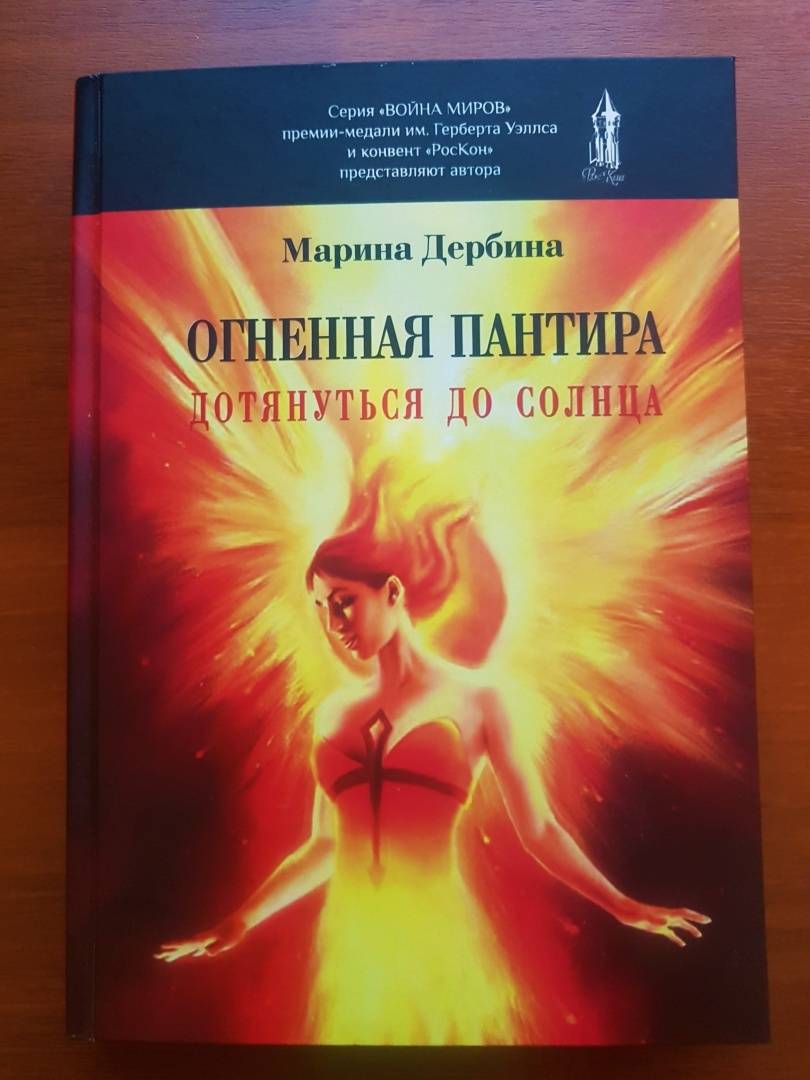 Серия «ВОЙНА МИРОВ»
премии-медали им. Герберта Уэллса
и конвент «РосКон»
представляют автора
Марина Дербина
ОГНЕННАЯ ПАНТИРА
ДОТЯНУТЬСЯ ДО СОЛНЦА